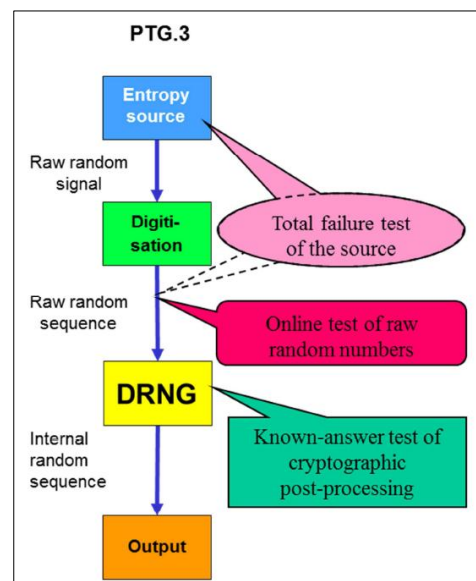 PTG.3
Entropy
source
Raw random
signal
Digiti-
sation
Total failure test
of the source
Raw random
sequence
Online test of raw
random numbers
DRNG
Known-answer test of
cryptographic
post-processing
Internal
random
sequence
Output